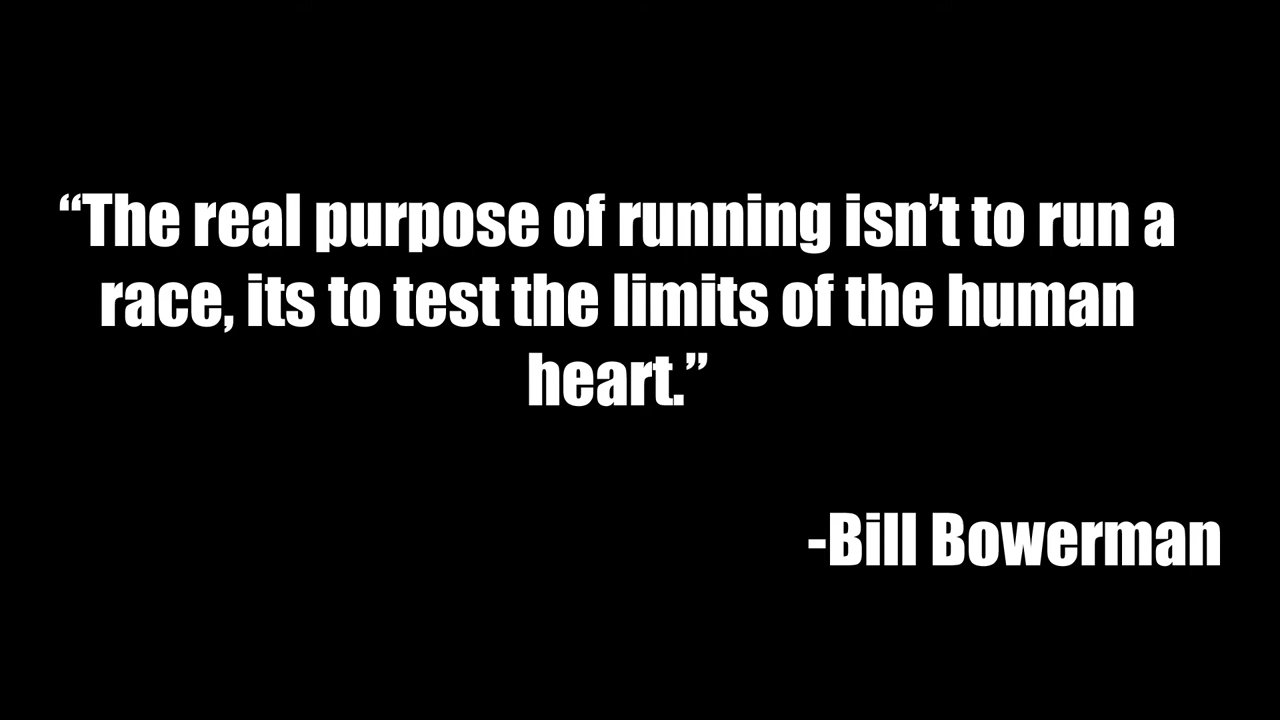 “The real purpose of running isn’t to run a
race, its to test the limits of the human
heart.”
-Bill Bowerman